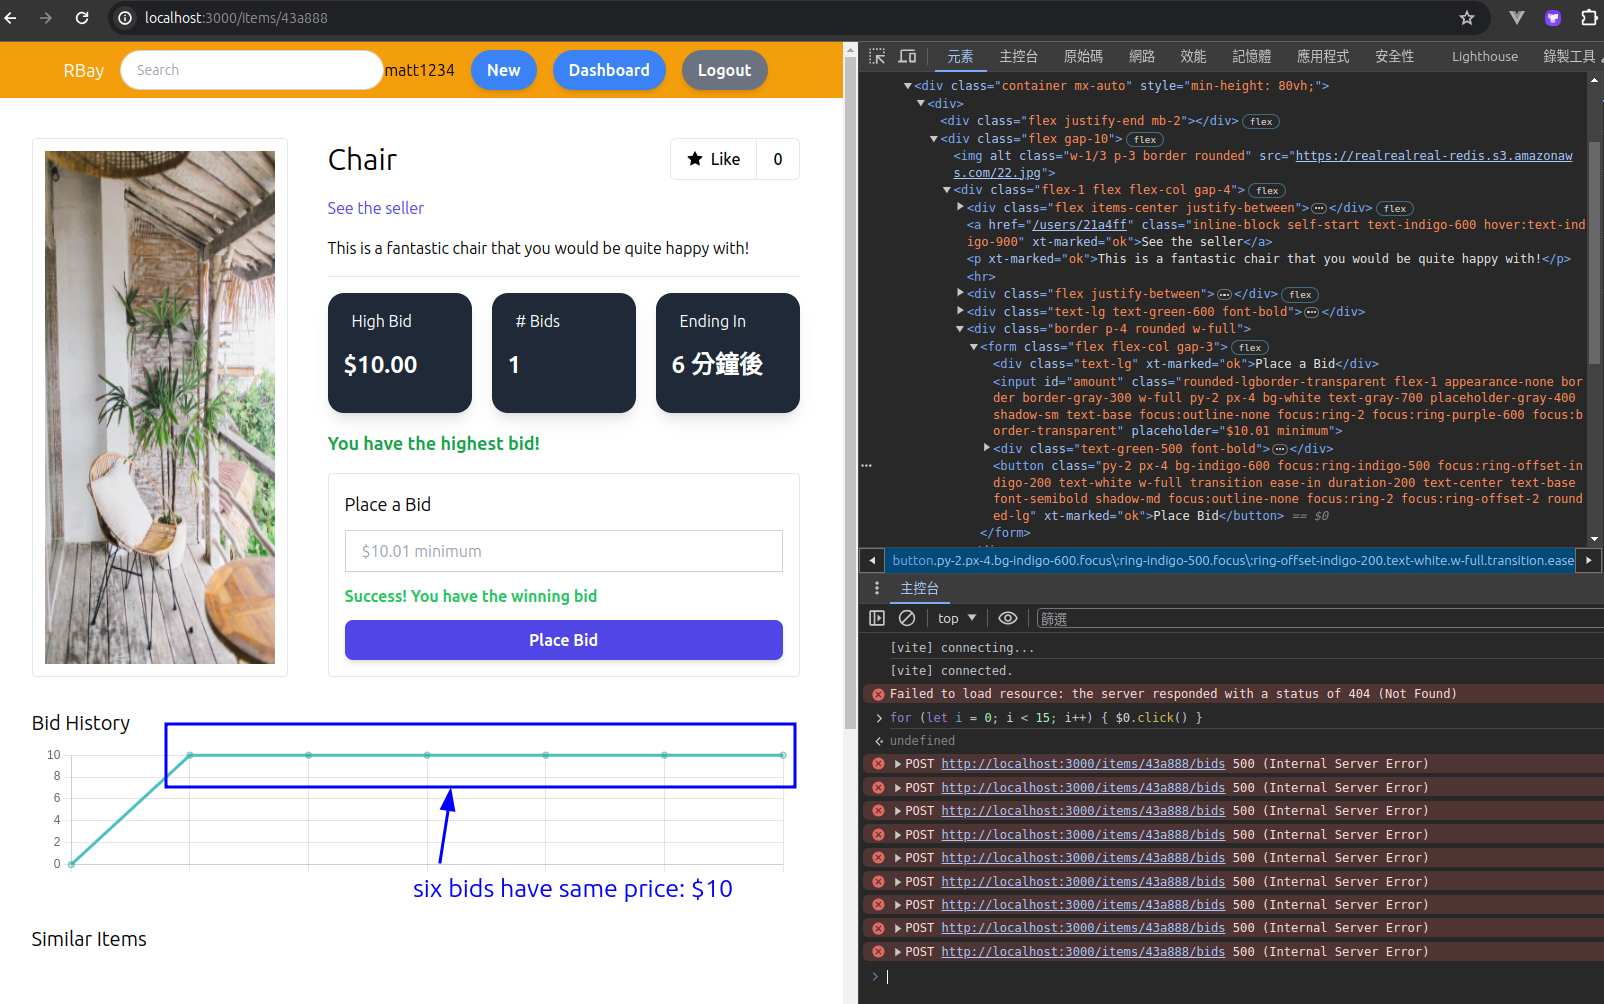 localhost:3000/items/43a888
RBay
Search
matt1234
New
Dashboard
Logout
Chair
Like
0
See the seller
This is a fantastic chair that you would be quite happy with!
High Bid
$10.00
# Bids
1
Ending In
6 分鐘後
You have the highest bid!
Place a Bid
$10.01 minimum
Success! You have the winning bid
Place Bid
Bid History
10
8
6
4
2
0
six bids have same price: $10
Similar Items
元素 主控台 原始碼 網路 效能 記憶體 應用程式 安全性 Lighthouse 錄製工具
<div class="container mx-auto" style="min-height: 80vh;">
<div>
<div class="flex justify-end mb-2"></div> flex
<div class="flex gap-10"> flex
<img alt class="w-1/3 p-3 border rounded" src="https://realrealreal-redis.s3.amazonaw
s.com/22.jpg">
<div class="flex-1 flex flex-col gap-4"> flex
<div class="flex items-center justify-between">…</div> flex
<a href="/users/21a4ff" class="inline-block self-start text-indigo-600 hover:text-ind
igo-900" xt-marked="ok">See the seller</a>
<p xt-marked="ok">This is a fantastic chair that you would be quite happy with!</p>
<hr>
<div class="flex justify-between">…</div> flex
<div class="text-lg text-green-600 font-bold">…</div>
<div class="border p-4 rounded w-full">
<form class="flex flex-col gap-3"> flex
<div class="text-lg" xt-marked="ok">Place a Bid</div>
<input id="amount" class="rounded-lgborder-transparent flex-1 appearance-none bor
der border-gray-300 w-full py-2 px-4 bg-white text-gray-700 placeholder-gray-400
shadow-sm text-base focus:outline-none focus:ring-2 focus:ring-purple-600 focus:b
order-transparent" placeholder="$10.01 minimum">
<div class="text-green-500 font-bold">…</div>
<button class="py-2 px-4 bg-indigo-600 focus:ring-indigo-500 focus:ring-offset-in
digo-200 text-white w-full transition ease-in duration-200 text-center text-base
font-semibold shadow-md focus:outline-none focus:ring-2 focus:ring-offset-2 round
ed-lg" xt-marked="ok">Place Bid</button> == $0
</form>
button.py-2.px-4.bg-indigo-600.focus\:ring-indigo-500.focus\:ring-offset-indigo-200.text-white.w-full.transition.ease
主控台
top
篩選
[vite] connecting...
[vite] connected.
Failed to load resource: the server responded with a status of 404 (Not Found)
for (let i = 0; i < 15; i++) { $0.click() }
undefined
POST http://localhost:3000/items/43a888/bids 500 (Internal Server Error)
POST http://localhost:3000/items/43a888/bids 500 (Internal Server Error)
POST http://localhost:3000/items/43a888/bids 500 (Internal Server Error)
POST http://localhost:3000/items/43a888/bids 500 (Internal Server Error)
POST http://localhost:3000/items/43a888/bids 500 (Internal Server Error)
POST http://localhost:3000/items/43a888/bids 500 (Internal Server Error)
POST http://localhost:3000/items/43a888/bids 500 (Internal Server Error)
POST http://localhost:3000/items/43a888/bids 500 (Internal Server Error)
POST http://localhost:3000/items/43a888/bids 500 (Internal Server Error)